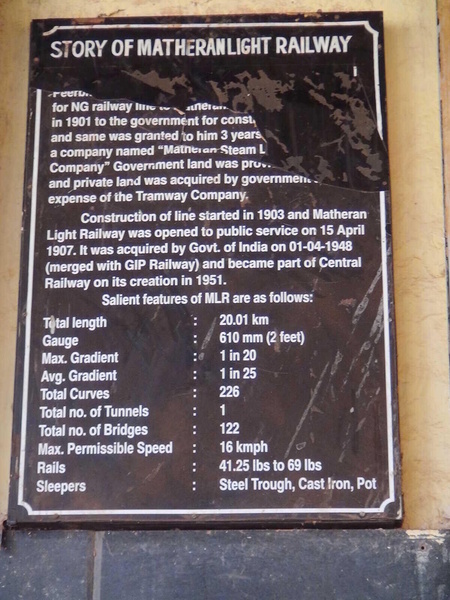 STORY OF MATHERAN LIGHT RAILWAY
for NG railway line to Matheran
in 1901 to the government for
and same was granted to him 3 years
a company named "Matheran Steam
Company" Government land was
and private land was acquired by government
expense of the Tramway Company.
Construction of line started in 1903 and Matheran
Light Railway was opened to public service on 15 April
1907. It was acquired by Govt. of India on 01-04-1948
(merged with GIP Railway) and became part of Central
Railway on its creation in 1951.
Salient features of MLR are as follows:
Total length : 20.01 km
Gauge : 610 mm (2 feet)
Max. Gradient : 1 in 20
Avg. Gradient : 1 in 25
Total Curves : 226
Total no. of Tunnels : 1
Total no. of Bridges : 122
Max. Permissible Speed : 16 kmph
Rails : 41.25 lbs to 69 lbs
Sleepers : Steel Trough, Cast Iron, Pot